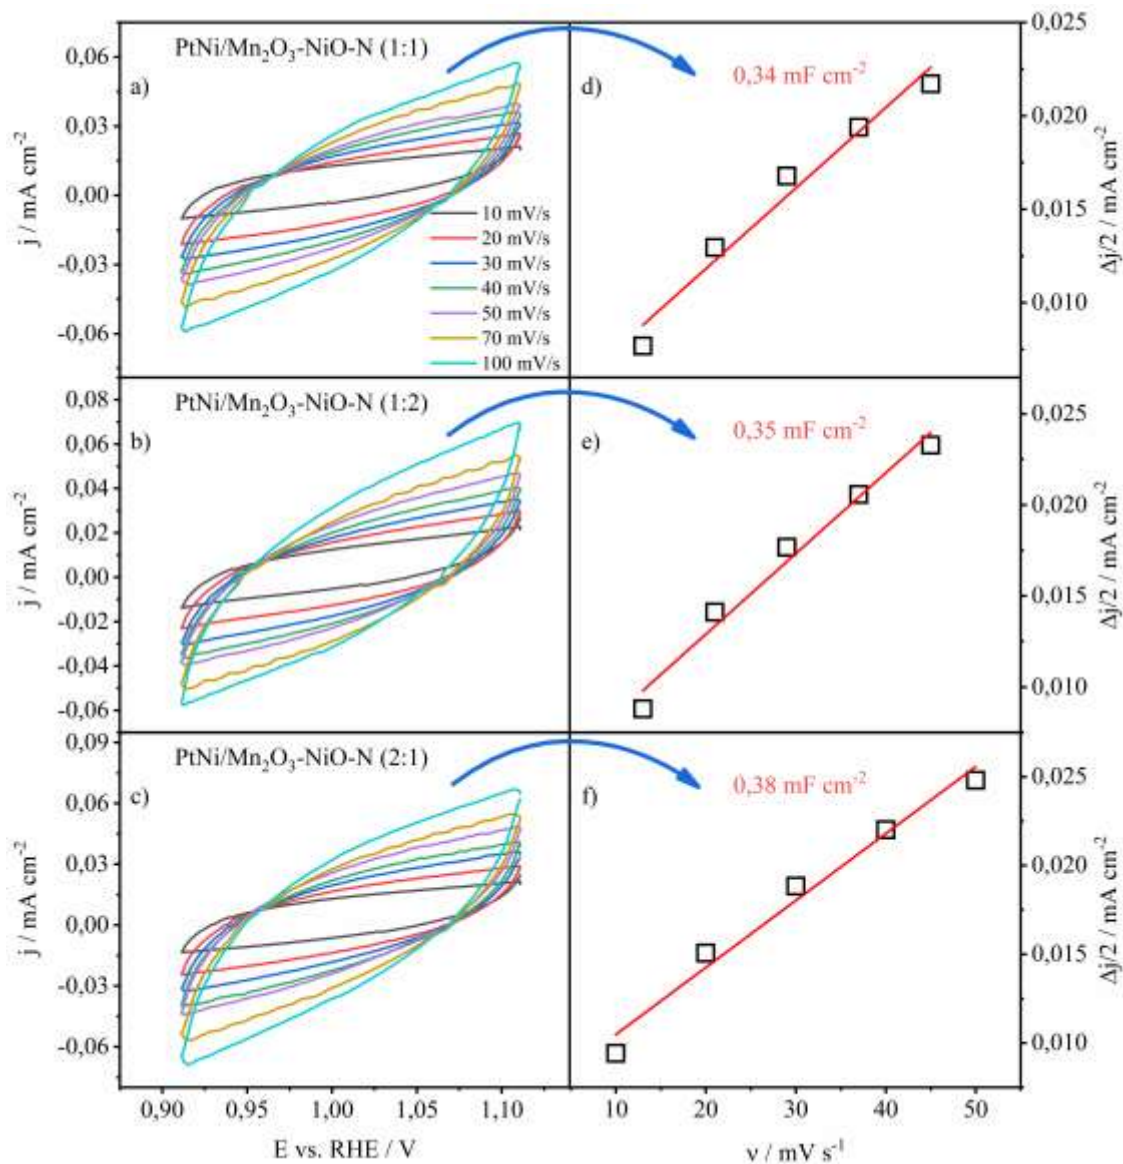 PtNi/Mn₂O₃-NiO-N (1:1)
a)
0,06
0,03
0,00
-0,03
-0,06
j / mA cm⁻²
10 mV/s
20 mV/s
30 mV/s
40 mV/s
50 mV/s
70 mV/s
100 mV/s
d)
0,34 mF cm⁻²
0,025
0,020
0,015
0,010
Δj/2 / mA cm⁻²
PtNi/Mn₂O₃-NiO-N (1:2)
b)
0,08
0,06
0,04
0,02
0,00
-0,02
-0,04
-0,06
j / mA cm⁻²
e)
0,35 mF cm⁻²
0,025
0,020
0,015
0,010
Δj/2 / mA cm⁻²
PtNi/Mn₂O₃-NiO-N (2:1)
c)
0,09
0,06
0,03
0,00
-0,03
-0,06
j / mA cm⁻²
f)
0,38 mF cm⁻²
0,025
0,020
0,015
0,010
Δj/2 / mA cm⁻²
0,90 0,95 1,00 1,05 1,10
E vs. RHE / V
10 20 30 40 50
ν / mV s⁻¹